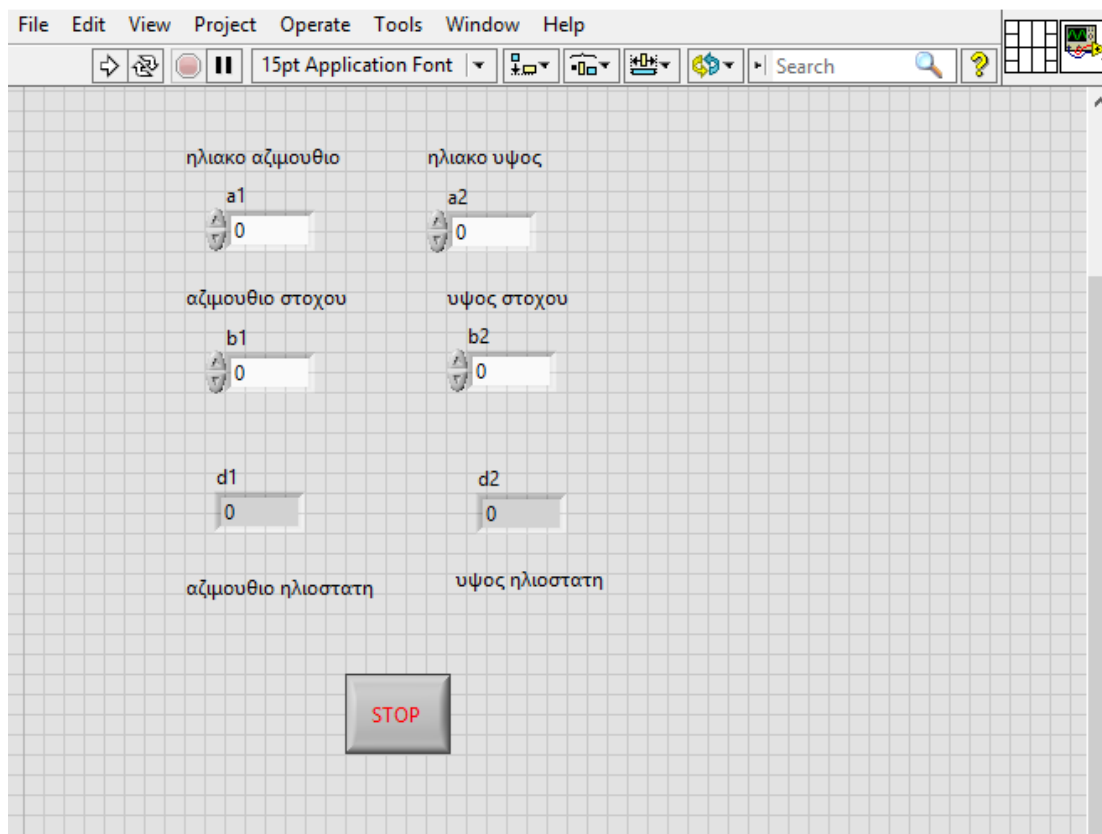 File Edit View Project Operate Tools Window Help
15pt Application Font Search
ηλιακο αζιμουθιο ηλιακο υψος
a1 a2
0 0
αζιμουθιο στοχου υψος στοχου
b1 b2
0 0
d1 d2
0 0
αζιμουθιο ηλιοστατη υψος ηλιοστατη
STOP